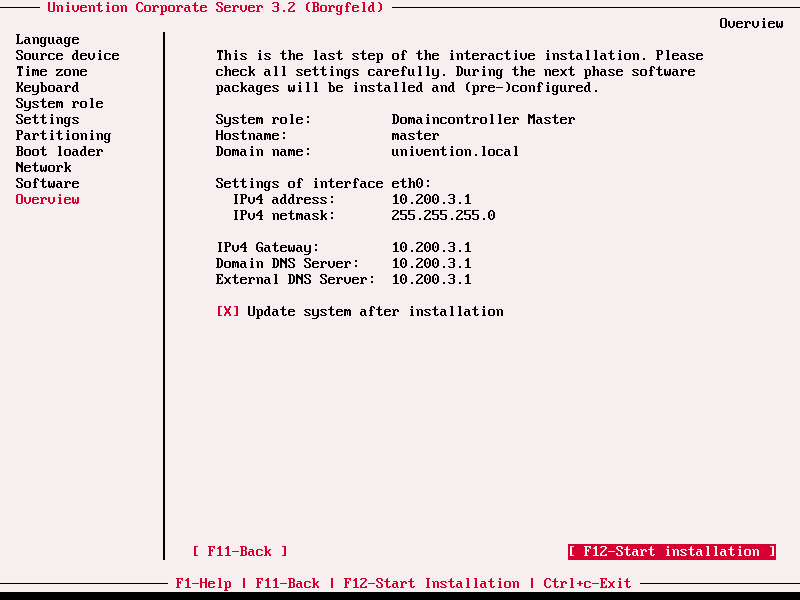 Univention Corporate Server 3.2 (Borgfeld)
Overview
Language
Source device
Time zone
Keyboard
System role
Settings
Partitioning
Boot loader
Network
Software
Overview
This is the last step of the interactive installation. Please
check all settings carefully. During the next phase software
packages will be installed and (pre-)configured.
System role: Domaincontroller Master
Hostname: master
Domain name: univention.local
Settings of interface eth0:
IPv4 address: 10.200.3.1
IPv4 netmask: 255.255.255.0
IPv4 Gateway: 10.200.3.1
Domain DNS Server: 10.200.3.1
External DNS Server: 10.200.3.1
[X] Update system after installation
[ F11-Back ]
[ F12-Start installation ]
F1-Help | F11-Back | F12-Start Installation | Ctrl+c-Exit